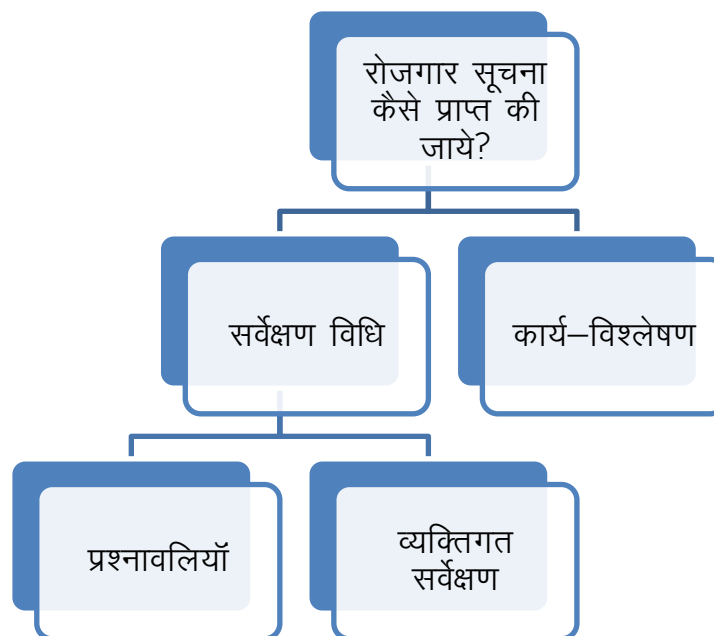 रोजगार सूचना
कैसे प्राप्त की
जाये?
सर्वेक्षण विधि
कार्य–विश्लेषण
प्रश्नावलियॉ
व्यक्तिगत
सर्वेक्षण